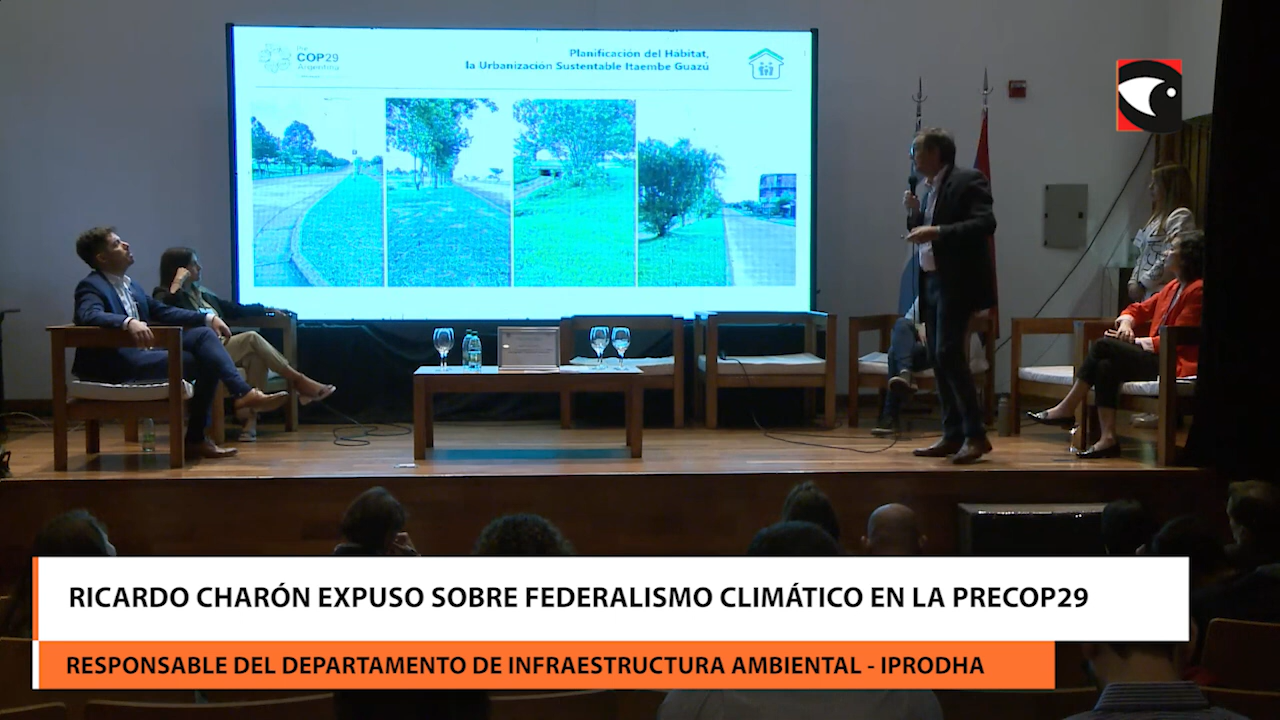 Pre
COP29
Argentina
Planificación del Hábitat,
la Urbanización Sustentable Itaembe Guazú
RICARDO CHARÓN EXPUSO SOBRE FEDERALISMO CLIMÁTICO EN LA PRECOP29
RESPONSABLE DEL DEPARTAMENTO DE INFRAESTRUCTURA AMBIENTAL - IPRODHA